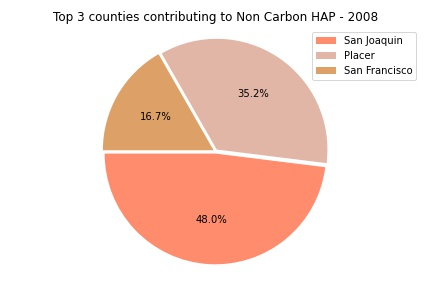 Top 3 counties contributing to Non Carbon HAP - 2008
San Joaquin
Placer
San Francisco
35.2%
16.7%
48.0%